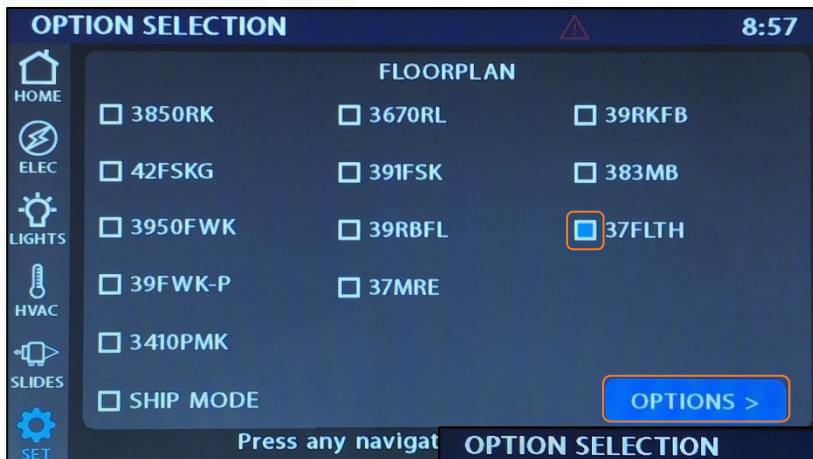 OPTION SELECTION 8:57
FLOORPLAN
HOME
ELEC
LIGHTS
HVAC
SLIDES
SET
3850RK 3670RL 39RKFB
42FSKG 391FSK 383MB
3950FWK 39RBFL 37FLTH
39FWK-P 37MRE
3410PMK
SHIP MODE OPTIONS >
Press any navigat
OPTION SELECTION